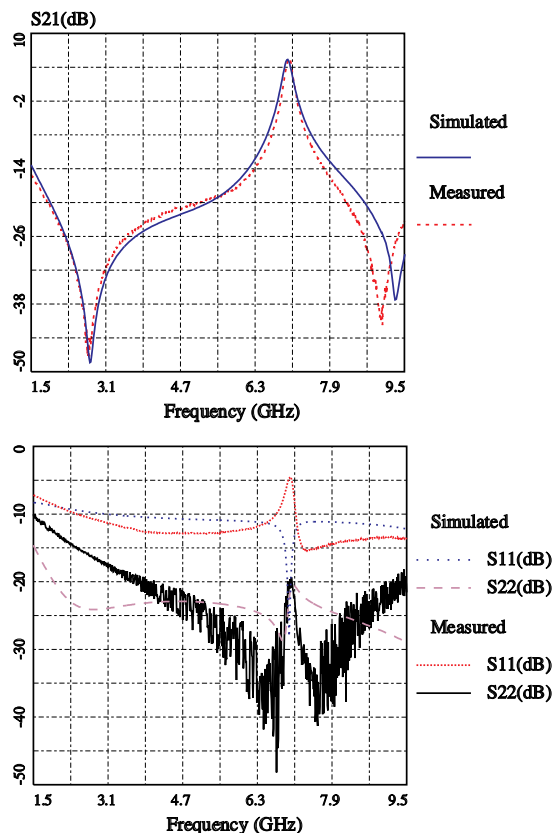 S21(dB)
10
-2
-14
-26
-38
-50
1.5 3.1 4.7 6.3 7.9 9.5
Frequency (GHz)
Simulated
Measured
0
-10
-20
-30
-40
-50
1.5 3.1 4.7 6.3 7.9 9.5
Frequency (GHz)
Simulated
S11(dB)
S22(dB)
Measured
S11(dB)
S22(dB)